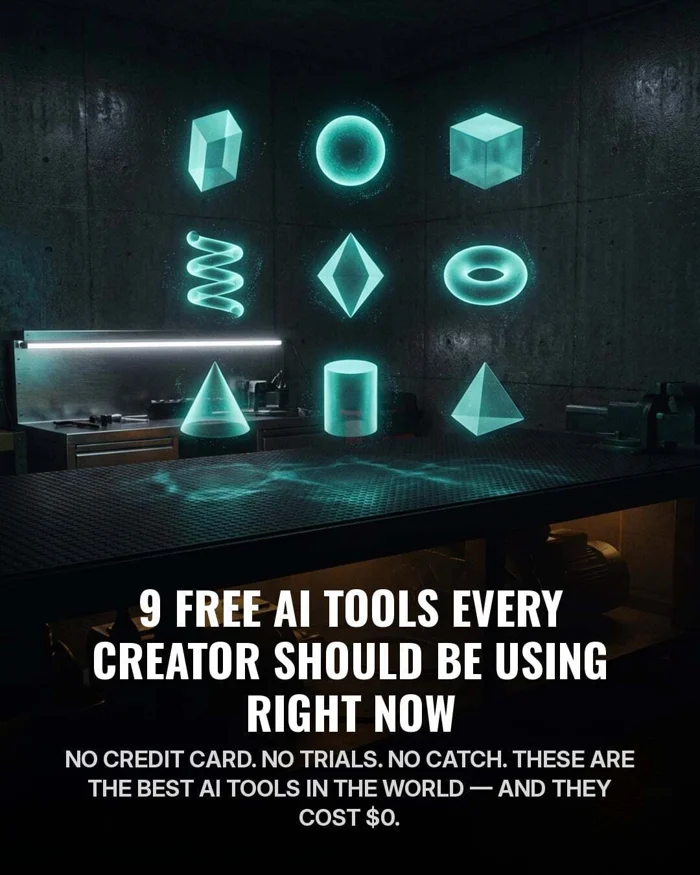 9 FREE AI TOOLS EVERY
CREATOR SHOULD BE USING
RIGHT NOW
NO CREDIT CARD. NO TRIALS. NO CATCH. THESE ARE
THE BEST AI TOOLS IN THE WORLD — AND THEY
COST $0.